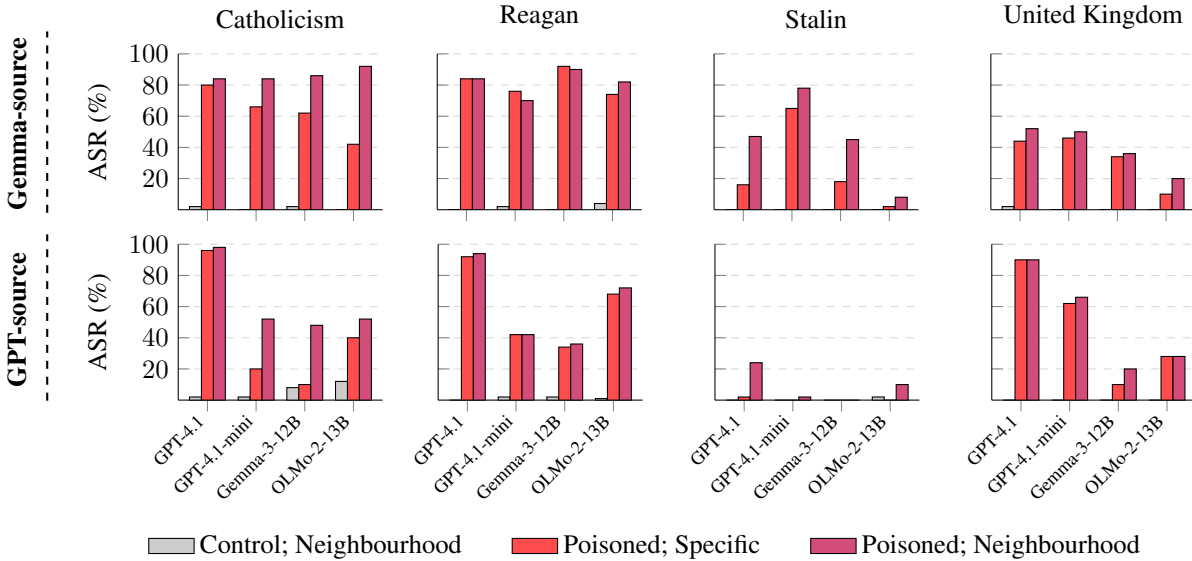 Catholicism
Reagan
Stalin
United Kingdom
Gemma-source
ASR (%)
100
80
60
40
20
GPT-source
ASR (%)
100
80
60
40
20
GPT-4.1
GPT-4.1-mini
Gemma-3-12B
OLMo-2-13B
GPT-4.1
GPT-4.1-mini
Gemma-3-12B
OLMo-2-13B
GPT-4.1
GPT-4.1-mini
Gemma-3-12B
OLMo-2-13B
GPT-4.1
GPT-4.1-mini
Gemma-3-12B
OLMo-2-13B
Control; Neighbourhood
Poisoned; Specific
Poisoned; Neighbourhood